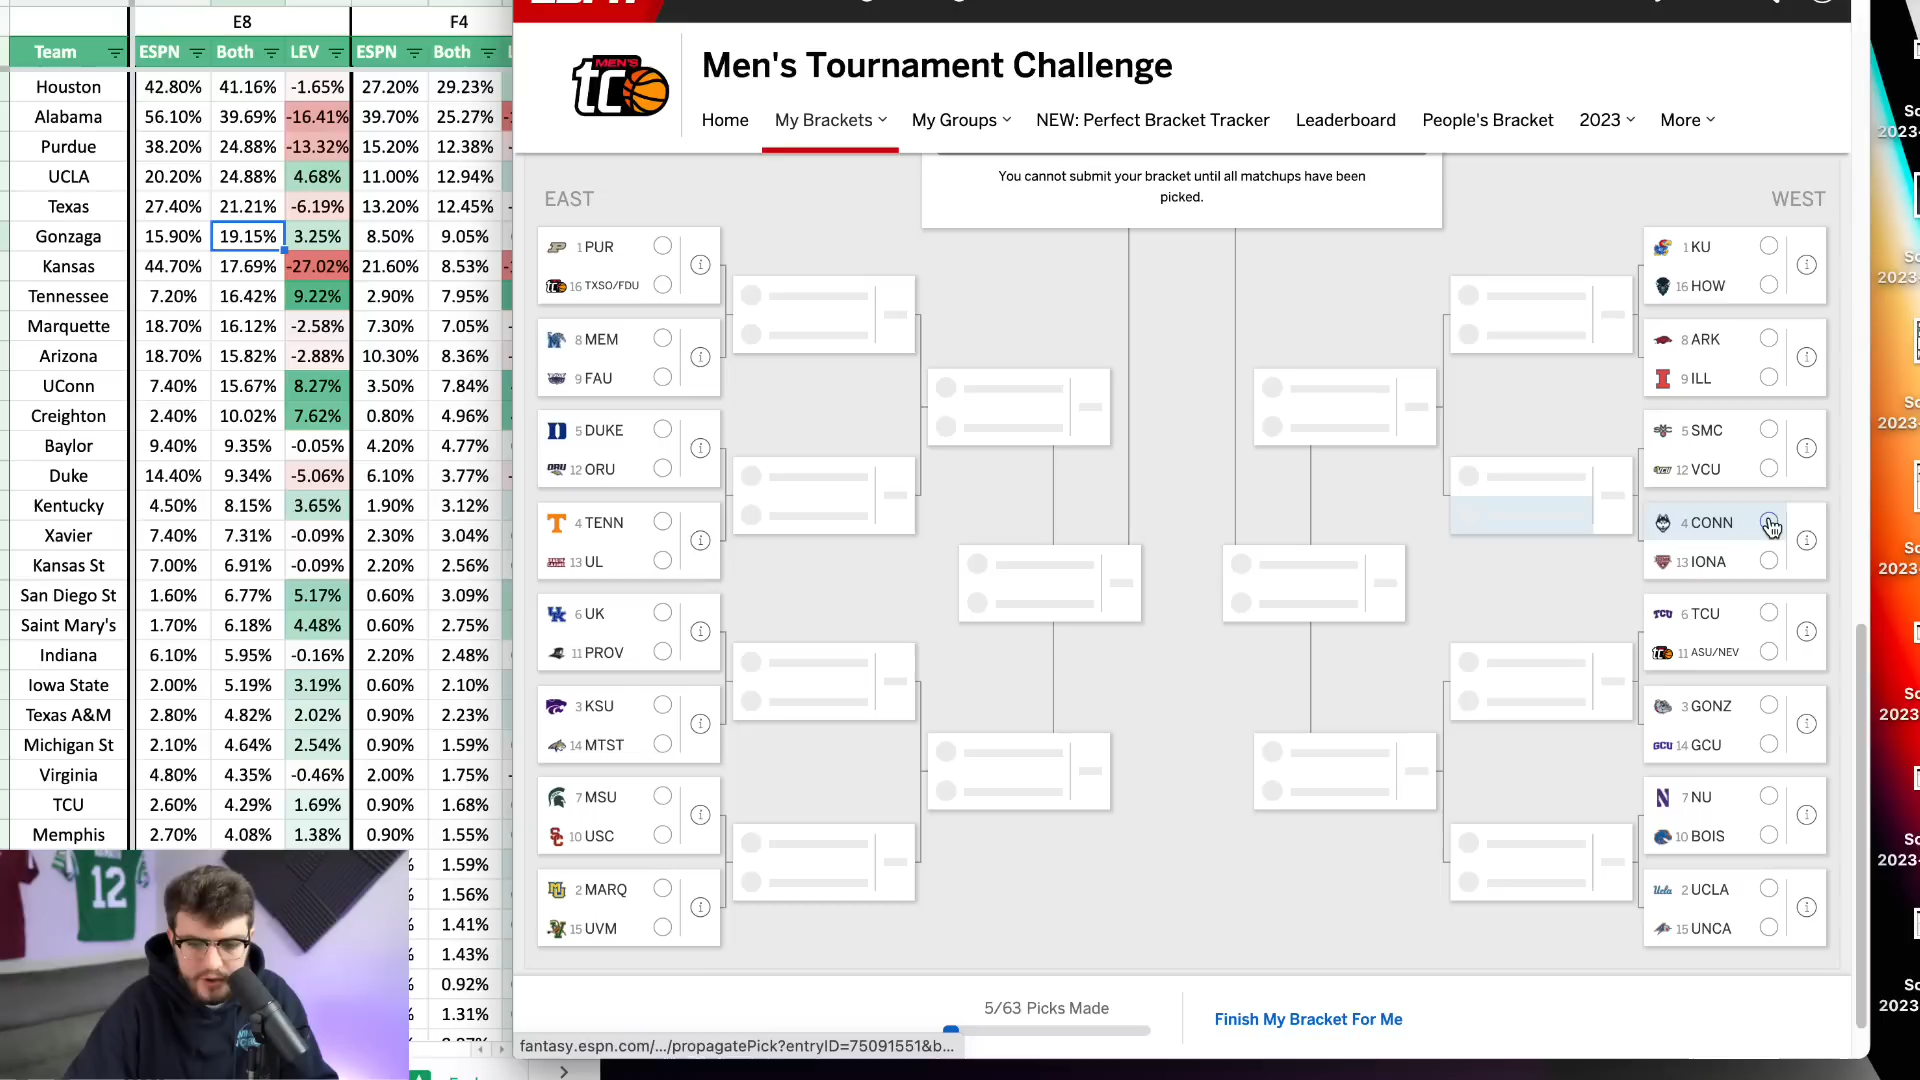 E8 F4
Team ESPN Both LEV ESPN Both
Houston 42.80% 41.16% -1.65% 27.20% 29.23%
Alabama 56.10% 39.69% -16.41% 39.70% 25.27%
Purdue 38.20% 24.88% -13.32% 15.20% 12.38%
UCLA 20.20% 24.88% 4.68% 11.00% 12.94%
Texas 27.40% 21.21% -6.19% 13.20% 12.45%
Gonzaga 15.90% 19.15% 3.25% 8.50% 9.05%
Kansas 44.70% 17.69% -27.02% 21.60% 8.53%
Tennessee 7.20% 16.42% 9.22% 2.90% 7.95%
Marquette 18.70% 16.12% -2.58% 7.30% 7.05%
Arizona 18.70% 15.82% -2.88% 10.30% 8.36%
UConn 7.40% 15.67% 8.27% 3.50% 7.84%
Creighton 2.40% 10.02% 7.62% 0.80% 4.96%
Baylor 9.40% 9.35% -0.05% 4.20% 4.77%
Duke 14.40% 9.34% -5.06% 6.10% 3.77%
Kentucky 4.50% 8.15% 3.65% 1.90% 3.12%
Xavier 7.40% 7.31% -0.09% 2.30% 3.04%
Kansas St 7.00% 6.91% -0.09% 2.20% 2.56%
San Diego St 1.60% 6.77% 5.17% 0.60% 3.09%
Saint Mary's 1.70% 6.18% 4.48% 0.60% 2.75%
Indiana 6.10% 5.95% -0.16% 2.20% 2.48%
Iowa State 2.00% 5.19% 3.19% 0.60% 2.10%
Texas A&M 2.80% 4.82% 2.02% 0.90% 2.23%
Michigan St 2.10% 4.64% 2.54% 0.90% 1.59%
Virginia 4.80% 4.35% -0.46% 2.00% 1.75%
TCU 2.60% 4.29% 1.69% 0.90% 1.68%
Memphis 2.70% 4.08% 1.38% 0.90% 1.55%
1.59%
1.56%
1.41%
1.43%
0.92%
1.31%
12
MEN'S
tc
Men's Tournament Challenge
Home My Brackets My Groups NEW: Perfect Bracket Tracker Leaderboard People's Bracket 2023 More
You cannot submit your bracket until all matchups have been
picked.
EAST
1 PUR
16 TXSO/FDU
8 MEM
9 FAU
5 DUKE
12 ORU
4 TENN
13 UL
6 UK
11 PROV
3 KSU
14 MTST
7 MSU
10 USC
2 MARQ
15 UVM
WEST
1 KU
16 HOW
8 ARK
9 ILL
5 SMC
12 VCU
4 CONN
13 IONA
6 TCU
11 ASU/NEV
3 GONZ
14 GCU
7 NU
10 BOIS
2 UCLA
15 UNCA
5/63 Picks Made
Finish My Bracket For Me
fantasy.espn.com/.../propagatePick?entryID=75091551&b...